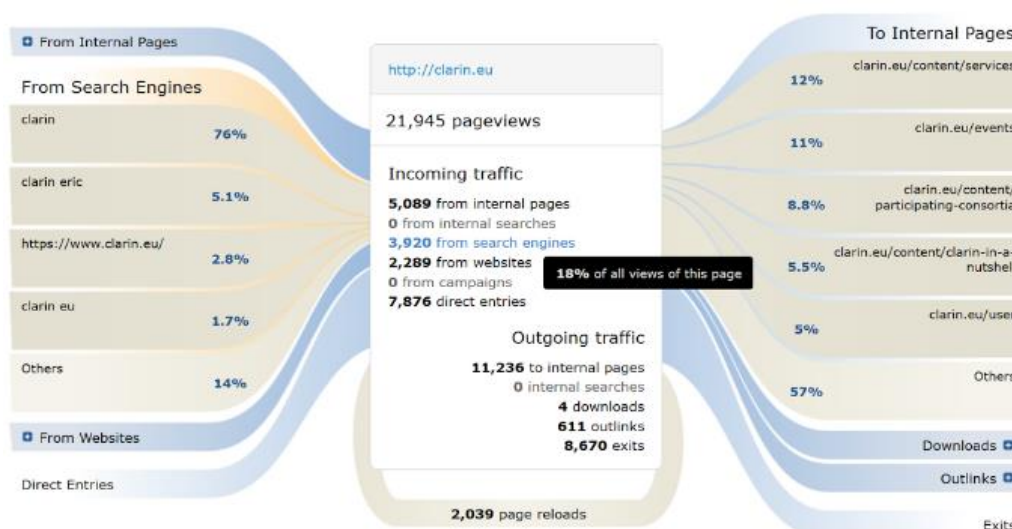 From Internal Pages
From Search Engines
clarin
76%
clarin eric
5.1%
https://www.clarin.eu/
2.8%
clarin eu
1.7%
Others
14%
From Websites
Direct Entries
http://clarin.eu
21,945 pageviews
Incoming traffic
5,089 from internal pages
0 from internal searches
3,920 from search engines
2,289 from websites
0 from campaigns
7,876 direct entries
18% of all views of this page
Outgoing traffic
11,236 to internal pages
0 internal searches
4 downloads
611 outlinks
8,670 exits
2,039 page reloads
To Internal Pages
clarin.eu/content/services
12%
clarin.eu/events
11%
clarin.eu/content/
participating-consortia
8.8%
clarin.eu/content/clarin-in-a-
nutshell
5.5%
clarin.eu/user
5%
Others
57%
Downloads
Outlinks
Exits